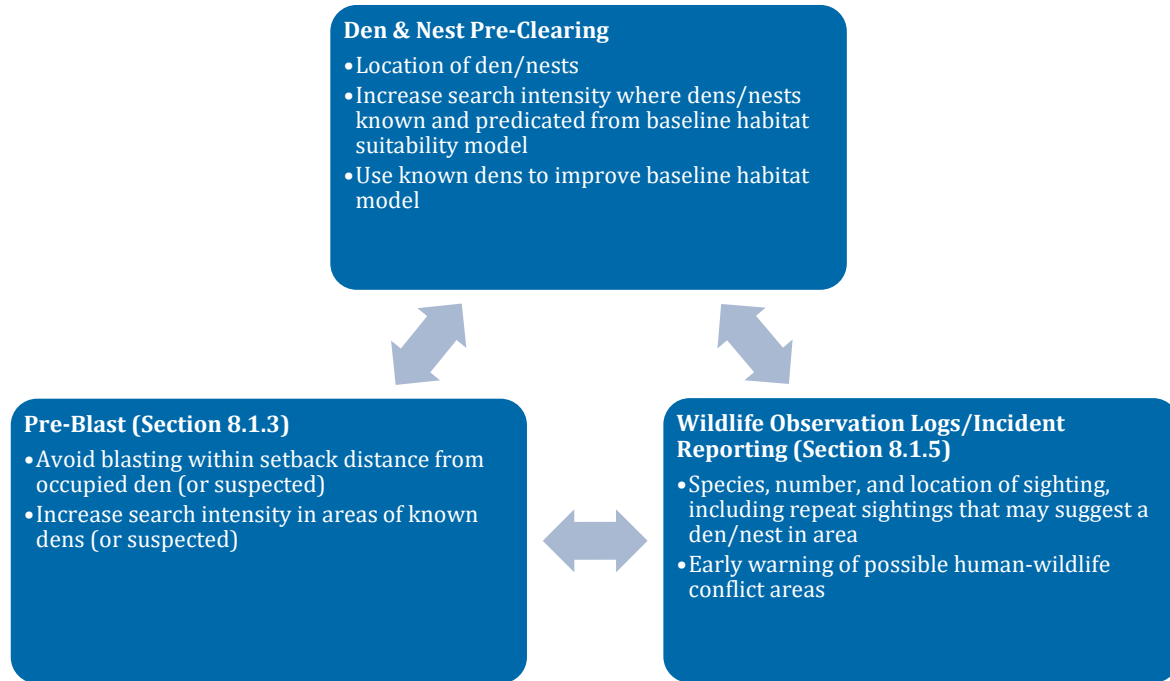 Den & Nest Pre-Clearing
•Location of den/nests
•Increase search intensity where dens/nests
known and predicated from baseline habitat
suitability model
•Use known dens to improve baseline habitat
model
Pre-Blast (Section 8.1.3)
•Avoid blasting within setback distance from
occupied den (or suspected)
•Increase search intensity in areas of known
dens (or suspected)
Wildlife Observation Logs/Incident
Reporting (Section 8.1.5)
•Species, number, and location of sighting,
including repeat sightings that may suggest a
den/nest in area
•Early warning of possible human-wildlife
conflict areas